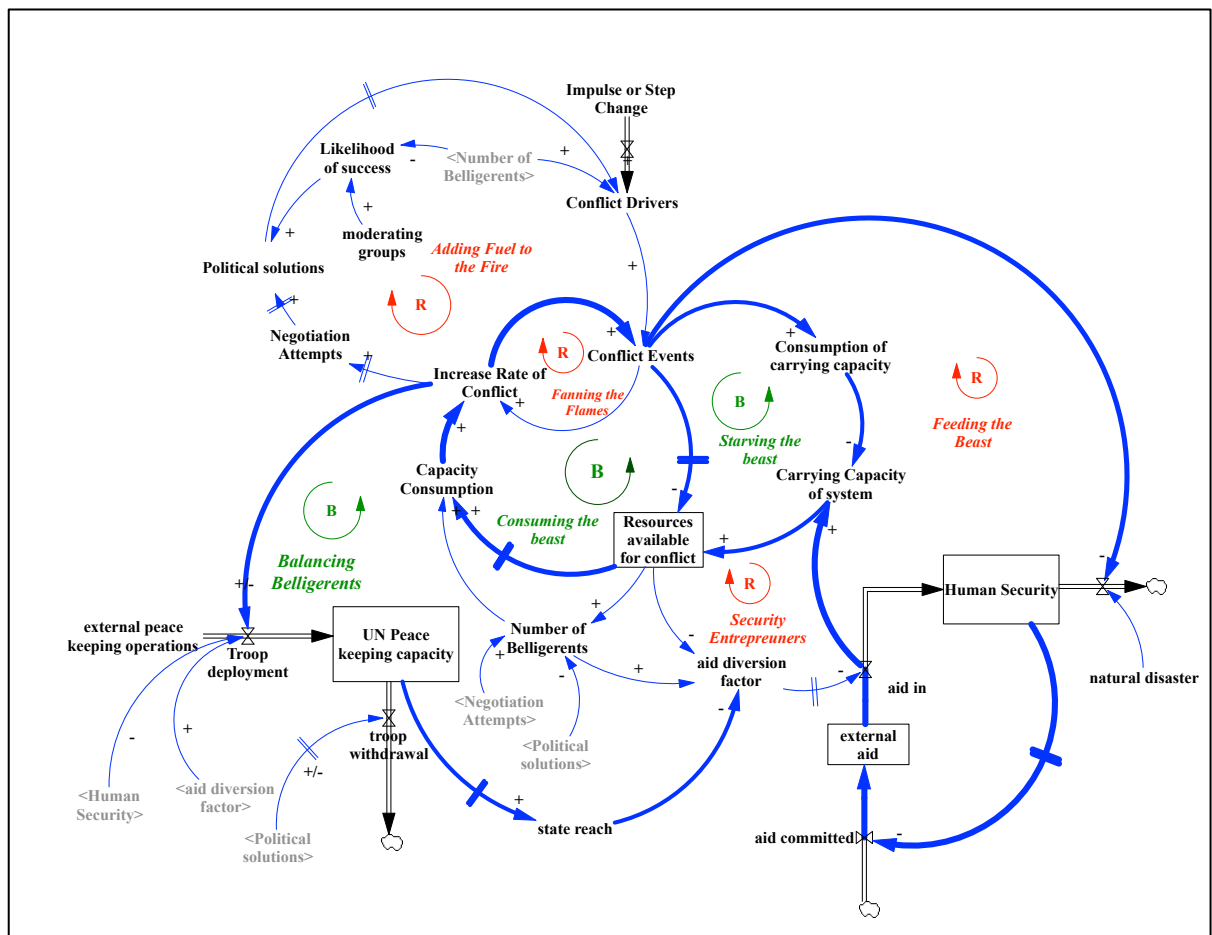 Impulse or Step
Change
+
Likelihood
of success
-
<Number of
Belligerents>
+
Conflict Drivers
+
moderating
groups
+
Political solutions
Adding Fuel to
the Fire
+
R
+
Negotiation
Attempts
+
Increase Rate of
Conflict
+
R
Fanning the
Flames
+
Conflict Events
+
Consumption of
carrying capacity
B
Starving the
beast
-
R
Feeding the
Beast
+
Capacity
Consumption
+ +
B
Consuming the
beast
-
Carrying Capacity
of system
+
Resources
available
for conflict
+
B
Balancing
Belligerents
+/-
R
Security
Entrepruners
-
Human Security
natural disaster
external peace
keeping operations
Troop
deployment
UN Peace
keeping capacity
+
Number of
Belligerents
+
-
+
-
aid diversion
factor
-
-
aid in
<Negotiation
Attempts>
<Political
solutions>
troop
withdrawal
+/-
-
+
<Human
Security>
<aid diversion
factor>
<Political
solutions>
+
state reach
external
aid
aid committed
-